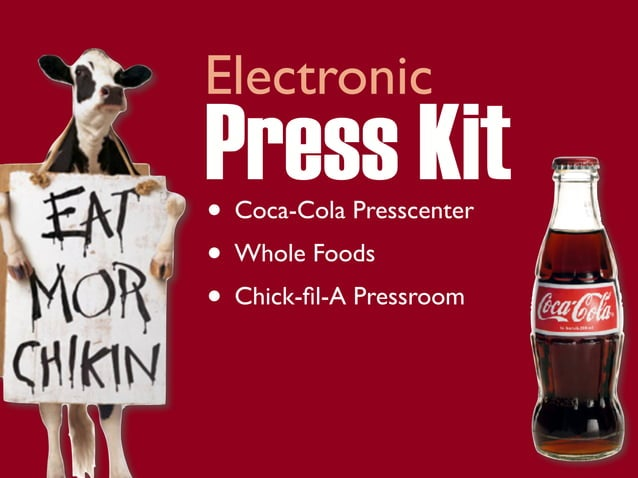 Electronic
Press Kit
• Coca-Cola Presscenter
• Whole Foods
• Chick-fil-A Pressroom
EAT
MOR
CHIKIN
Coca-Cola